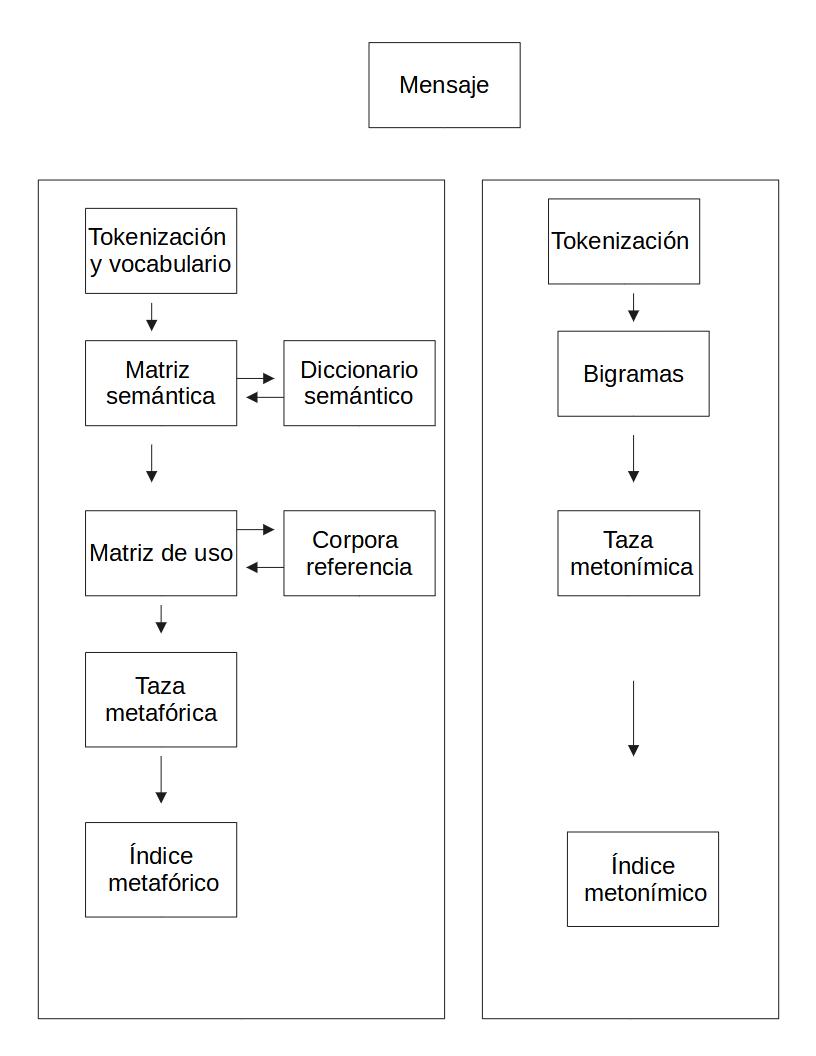 Mensaje
Tokenización
y vocabulario
Matriz
semántica
Diccionario
semántico
Matriz de uso
Corpora
referencia
Taza
metafórica
Índice
metafórico
Tokenización
Bigramas
Taza
metonímica
Índice
metonímico